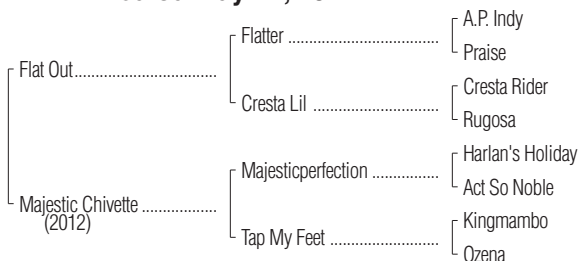 A.P. Indy
Flatter
Praise
Flat Out
Cresta Rider
Cresta Lil
Rugosa
Harlan's Holiday
Majesticperfection
Act So Noble
Majestic Chivette
(2012)
Kingmambo
Tap My Feet
Ozena